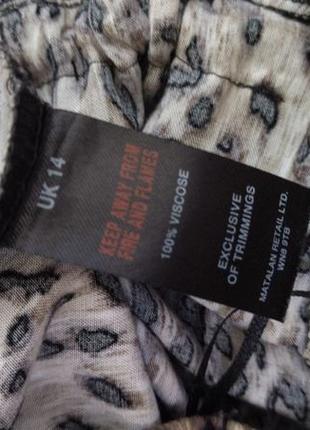 UK 14
KEEP AWAY FROM
FIRE AND FLAMES
100% VISCOSE
EXCLUSIVE
OF TRIMMINGS
MATALAN RETAIL LTD.
WN8 9TB